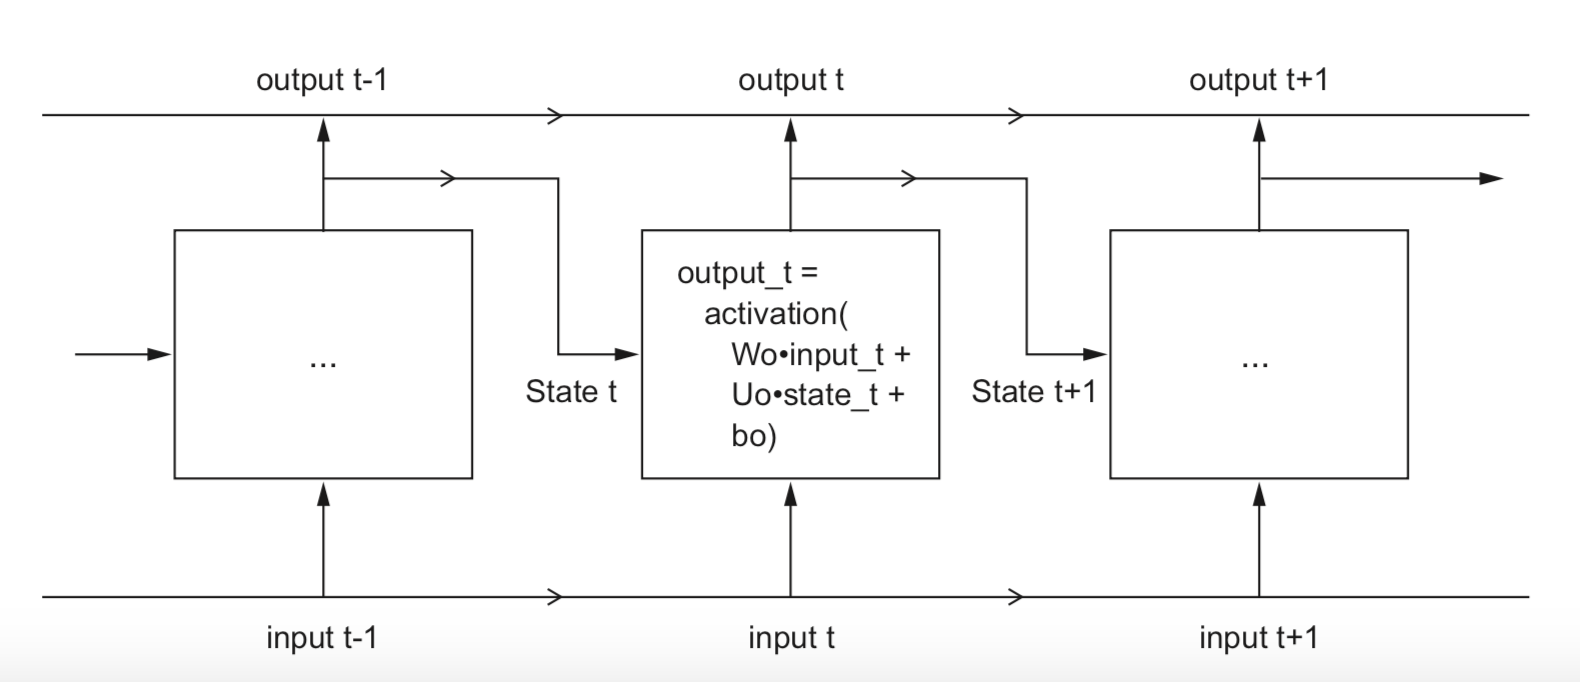 output t-1
output t
output t+1
...
output_t =
activation(
Wo•input_t +
Uo•state_t +
bo)
...
State t
State t+1
input t-1
input t
input t+1